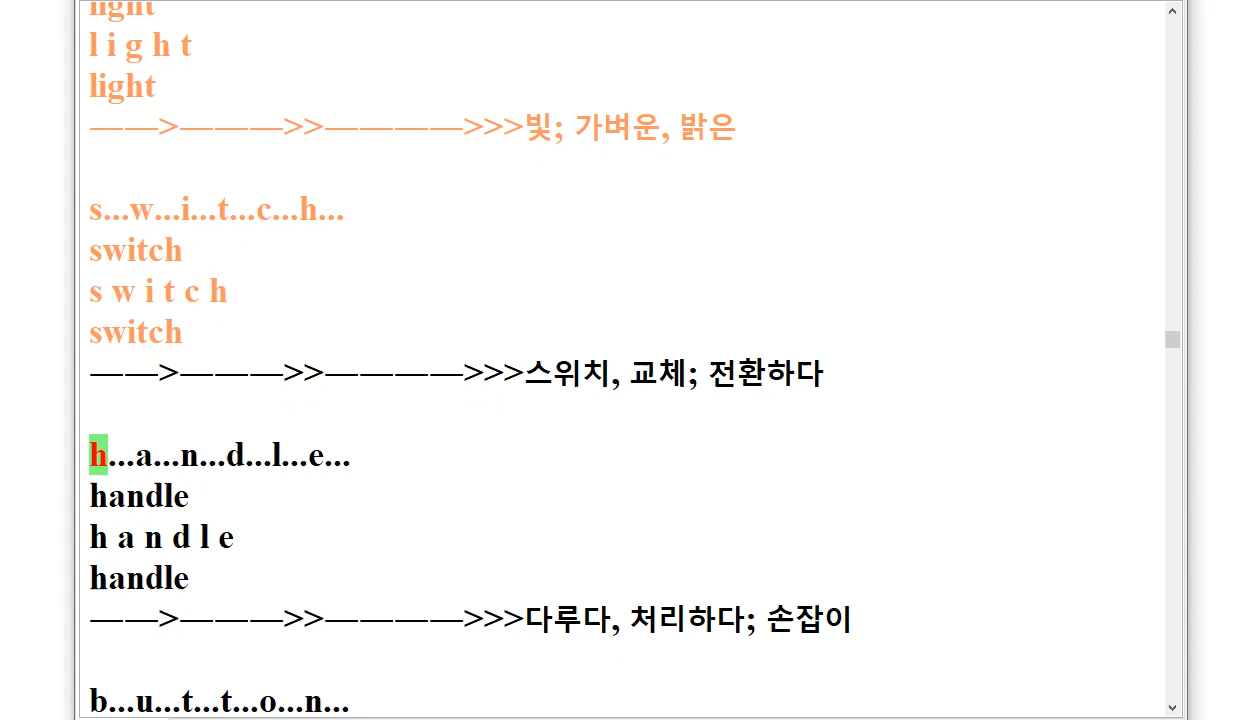 light
l i g h t
light
——>———>>————>>>빛; 가벼운, 밝은
s...w...i...t...c...h...
switch
s w i t c h
switch
——>———>>————>>>스위치, 교체; 전환하다
h...a...n...d...l...e...
handle
h a n d l e
handle
——>———>>————>>>다루다, 처리하다; 손잡이
b...u...t...t...o...n...